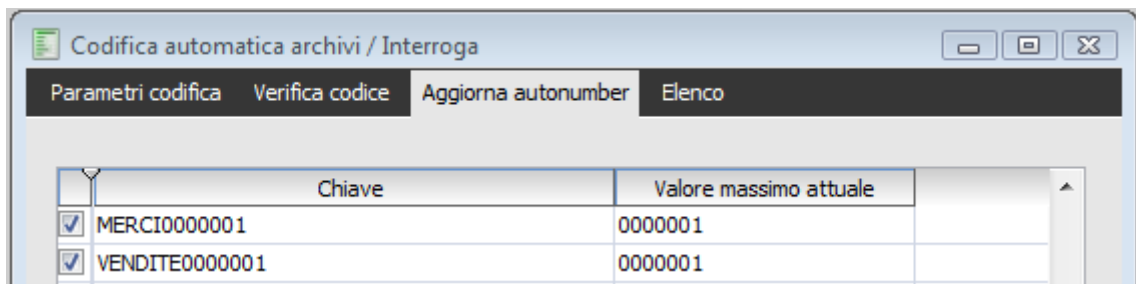 Codifica automatica archivi / Interroga
Parametri codifica Verifica codice Aggiorna autonumber Elenco
Chiave Valore massimo attuale
MERCI0000001 0000001
VENDITE0000001 0000001